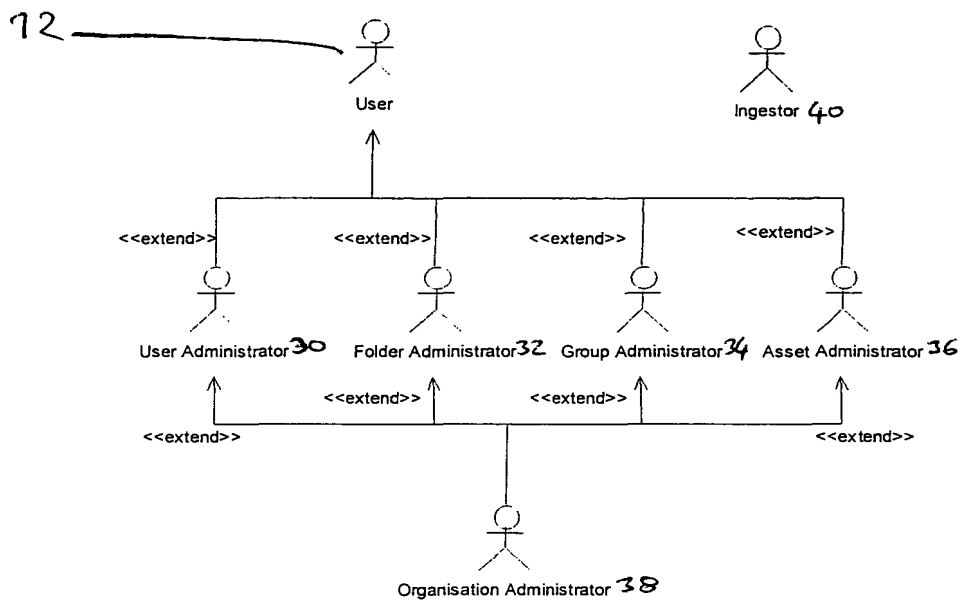 12
User
Ingestor 40
<<extend>> <<extend>> <<extend>> <<extend>>
User Administrator 30 Folder Administrator 32 Group Administrator 34 Asset Administrator 36
<<extend>> <<extend>>
<<extend>> <<extend>>
Organisation Administrator 38